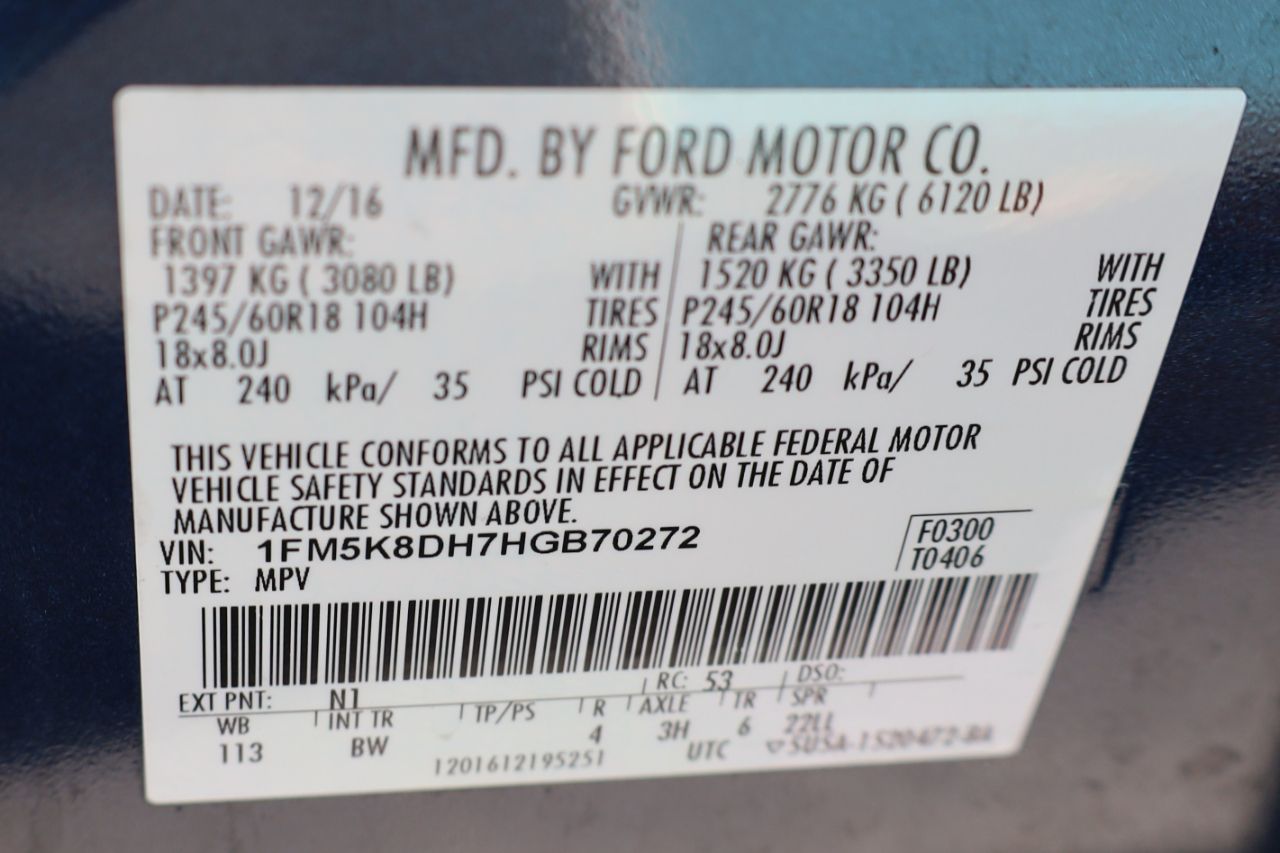 MFD. BY FORD MOTOR CO.
DATE: 12/16 GVWR: 2776 KG ( 6120 LB)
FRONT GAWR: REAR GAWR:
1397 KG ( 3080 LB) WITH 1520 KG ( 3350 LB) WITH
P245/60R18 104H TIRES P245/60R18 104H TIRES
18x8.0J RIMS 18x8.0J RIMS
AT 240 kPa/ 35 PSI COLD AT 240 kPa/ 35 PSI COLD
THIS VEHICLE CONFORMS TO ALL APPLICABLE FEDERAL MOTOR
VEHICLE SAFETY STANDARDS IN EFFECT ON THE DATE OF
MANUFACTURE SHOWN ABOVE.
VIN: 1FM5K8DH7HGB70272 F0300
TYPE: MPV T0406
EXT PNT: N1 RC: 53 DSO:
WB INT TR TP/PS R AXLE TR SPR
113 BW 4 3H 6 22LL
1201612195251 UTC